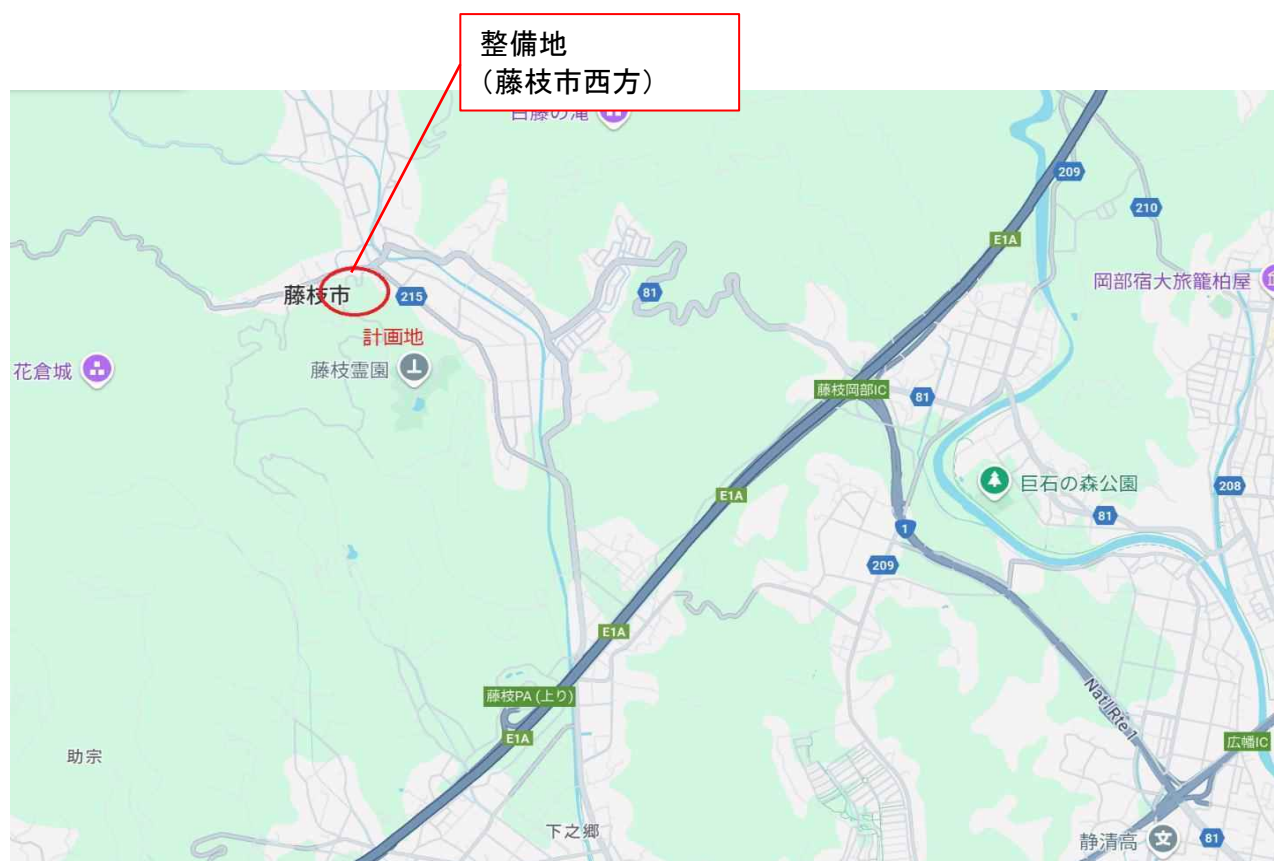 整備地
（藤枝市西方）
白藤の滝
209
210
E1A
岡部宿大旅籠柏屋
藤枝市
215
81
計画地
花倉城
藤枝霊園
藤枝岡部IC
81
巨石の森公園
E1A
208
81
1
209
E1A
藤枝PA (上り)
Nat'l Rte 1
E1A
広幡IC
助宗
下之郷
静清高
81